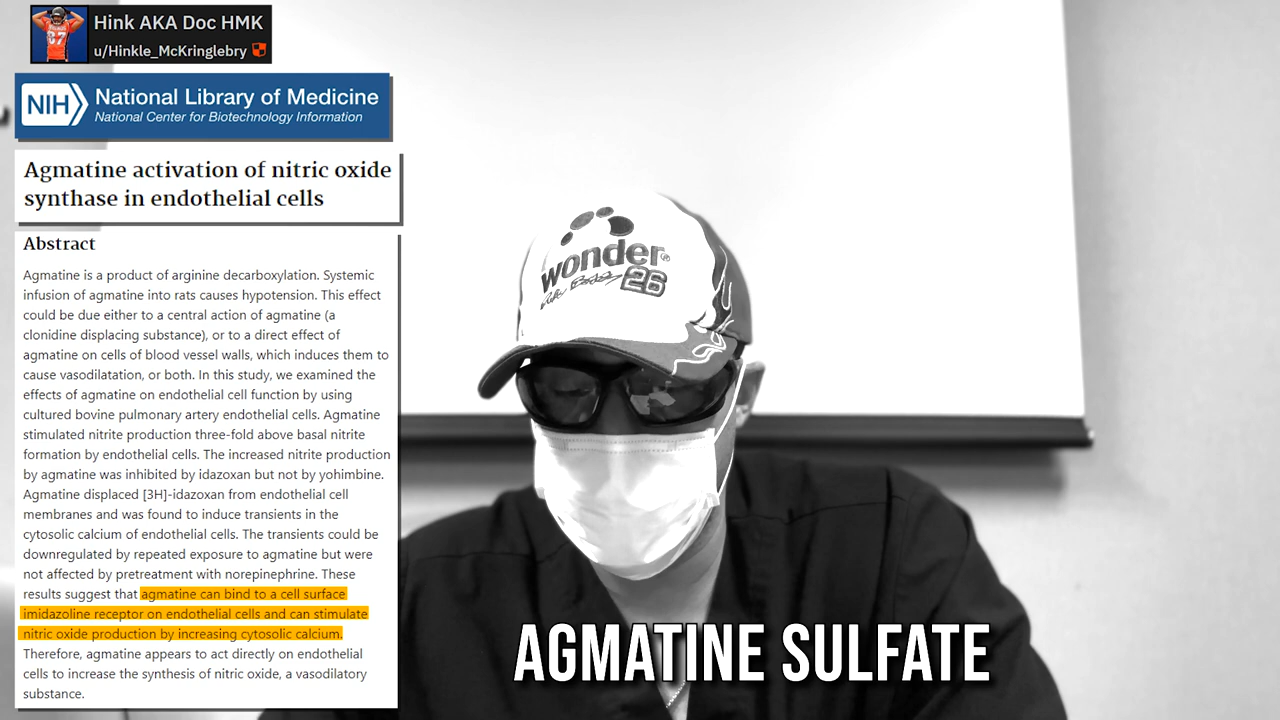 Hink AKA Doc HMK
u/Hinkle_McKringlebry
NIH
National Library of Medicine
National Center for Biotechnology Information
Agmatine activation of nitric oxide
synthase in endothelial cells
Abstract
Agmatine is a product of arginine decarboxylation. Systemic
infusion of agmatine into rats causes hypotension. This effect
could be due either to a central action of agmatine (a
clonidine displacing substance), or to a direct effect of
agmatine on cells of blood vessel walls, which induces them to
cause vasodilatation, or both. In this study, we examined the
effects of agmatine on endothelial cell function by using
cultured bovine pulmonary artery endothelial cells. Agmatine
stimulated nitrite production three-fold above basal nitrite
formation by endothelial cells. The increased nitrite production
by agmatine was inhibited by idazoxan but not by yohimbine.
Agmatine displaced [3H]-idazoxan from endothelial cell
membranes and was found to induce transients in the
cytosolic calcium of endothelial cells. The transients could be
downregulated by repeated exposure to agmatine but were
not affected by pretreatment with norepinephrine. These
results suggest that agmatine can bind to a cell surface
imidazoline receptor on endothelial cells and can stimulate
nitric oxide production by increasing cytosolic calcium.
Therefore, agmatine appears to act directly on endothelial
cells to increase the synthesis of nitric oxide, a vasodilatory
substance.
wonder®
26
AGMATINE SULFATE